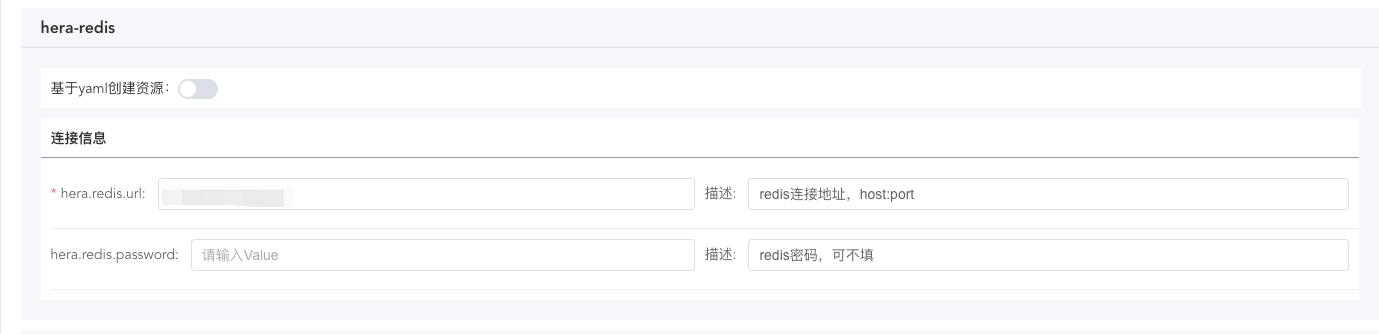 hera-redis
基于yaml创建资源：
连接信息
* hera.redis.url: 描述: redis连接地址，host:port
hera.redis.password: 请输入Value 描述: redis密码，可不填